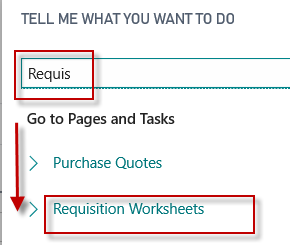 TELL ME WHAT YOU WANT TO DO
Requis
Go to Pages and Tasks
Purchase Quotes
Requisition Worksheets